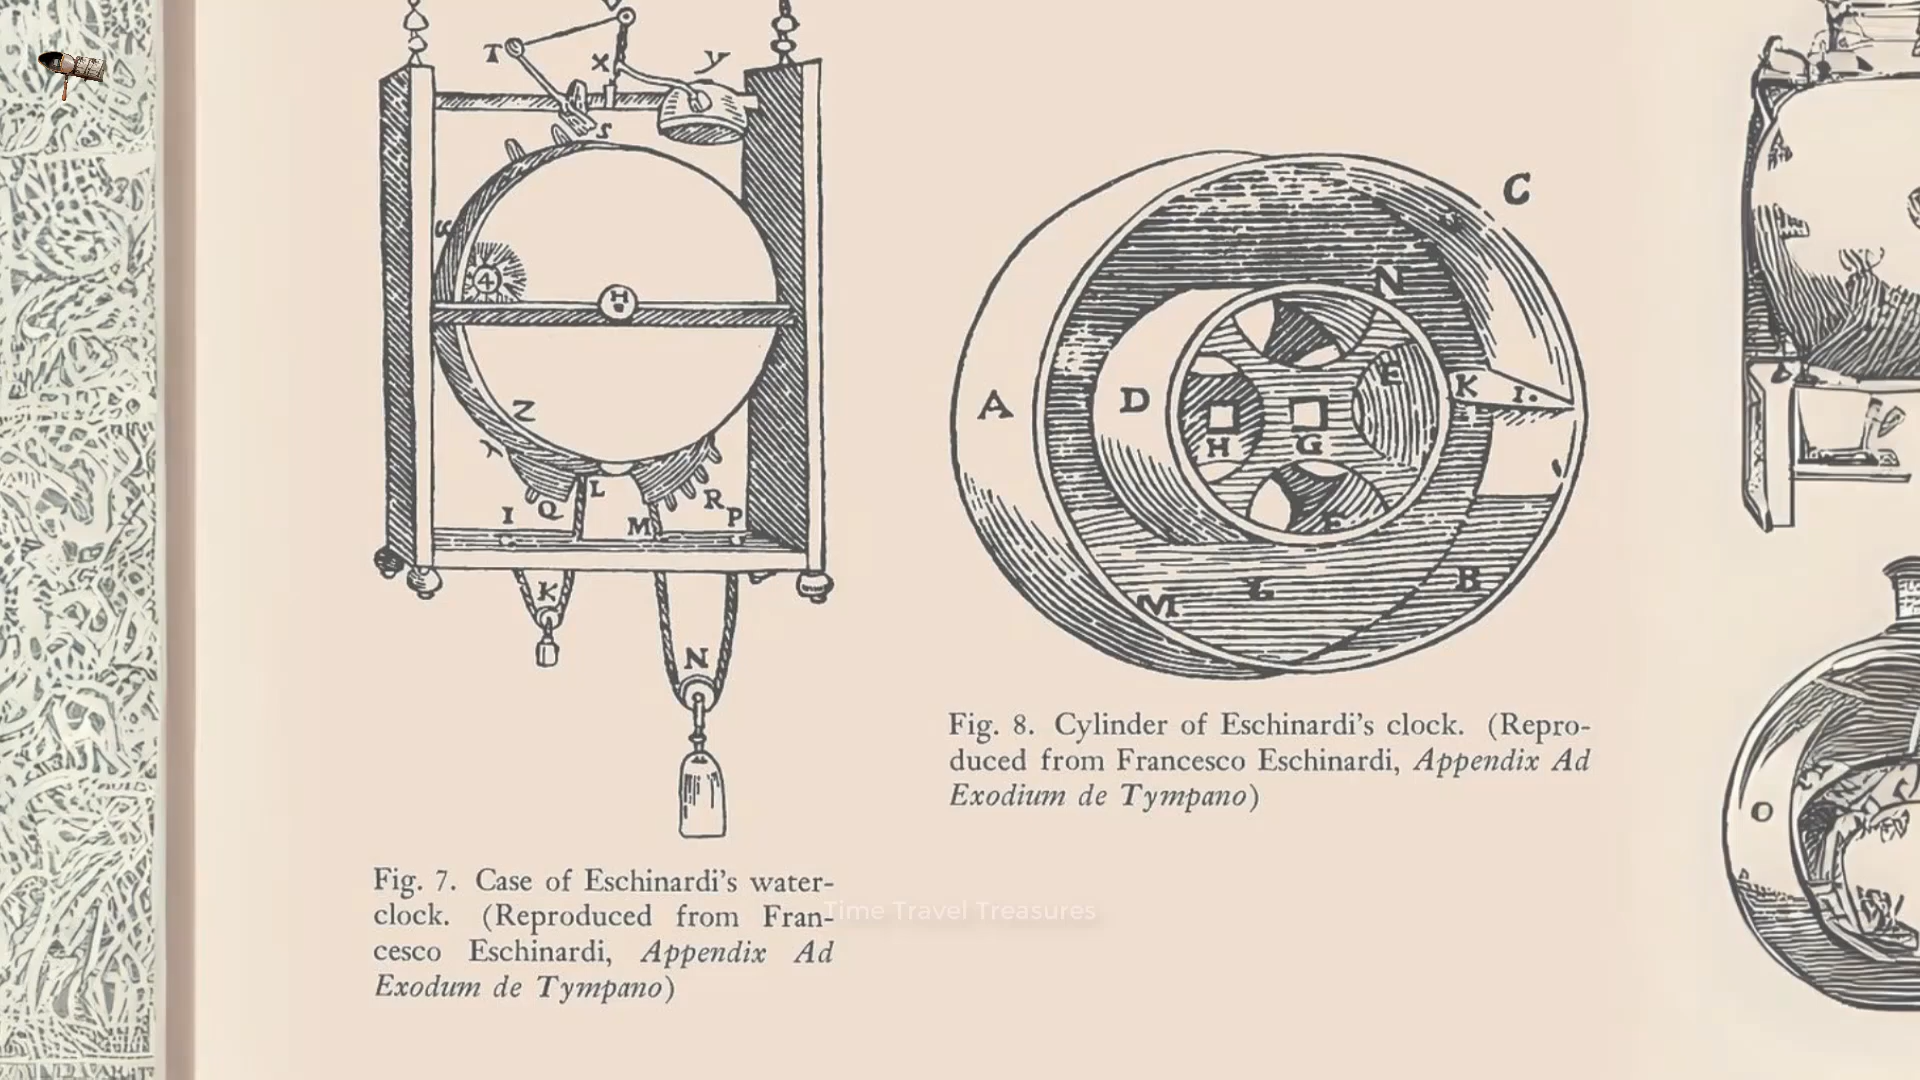 T
X
y
S
C
4
H
N
Z
A
D
E
K
I.
H
G
L
R
I
Q
M
P
F
K
M
L
B
N
O
Fig. 8. Cylinder of Eschinardi's clock. (Repro-
duced from Francesco Eschinardi, Appendix Ad
Exodium de Tympano)
Fig. 7. Case of Eschinardi's water-
clock. (Reproduced from Fran-
cesco Eschinardi, Appendix Ad
Exodum de Tympano)
Time Travel Treasures